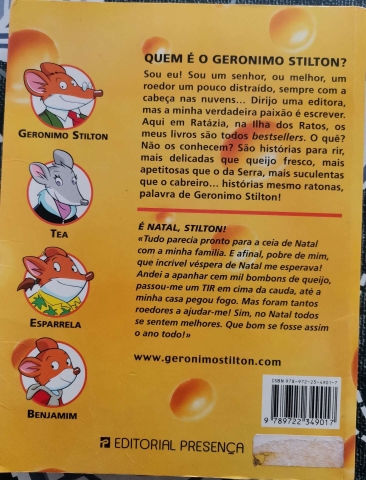 GERONIMO STILTON
TEA
ESPARRELA
BENJAMIM
QUEM É O GERONIMO STILTON?
Sou eu! Sou um senhor, ou melhor, um
roedor um pouco distraído, sempre com a
cabeça nas nuvens... Dirijo uma editora,
mas a minha verdadeira paixão é escrever.
Aqui em Ratázia, na Ilha dos Ratos, os
meus livros são todos bestsellers. O quê?
Não os conhecem? São histórias para rir,
mais delicadas que queijo fresco, mais
apetitosas que o da Serra, mais suculentas
que o cabreiro... histórias mesmo ratonas,
palavra de Geronimo Stilton!
É NATAL, STILTON!
«Tudo parecia pronto para a ceia de Natal
com a minha família. E afinal, pobre de mim,
que incrível véspera de Natal me esperava!
Andei a apanhar cem mil bombons de queijo,
passou-me um TIR em cima da cauda, até a
minha casa pegou fogo. Mas foram tantos
roedores a ajudar-me! Sim, no Natal todos
se sentem melhores. Que bom se fosse assim
o ano todo!»
www.geronimostilton.com
ISBN 978-972-23-4901-7
9 789722 349017
EDITORIAL PRESENÇA